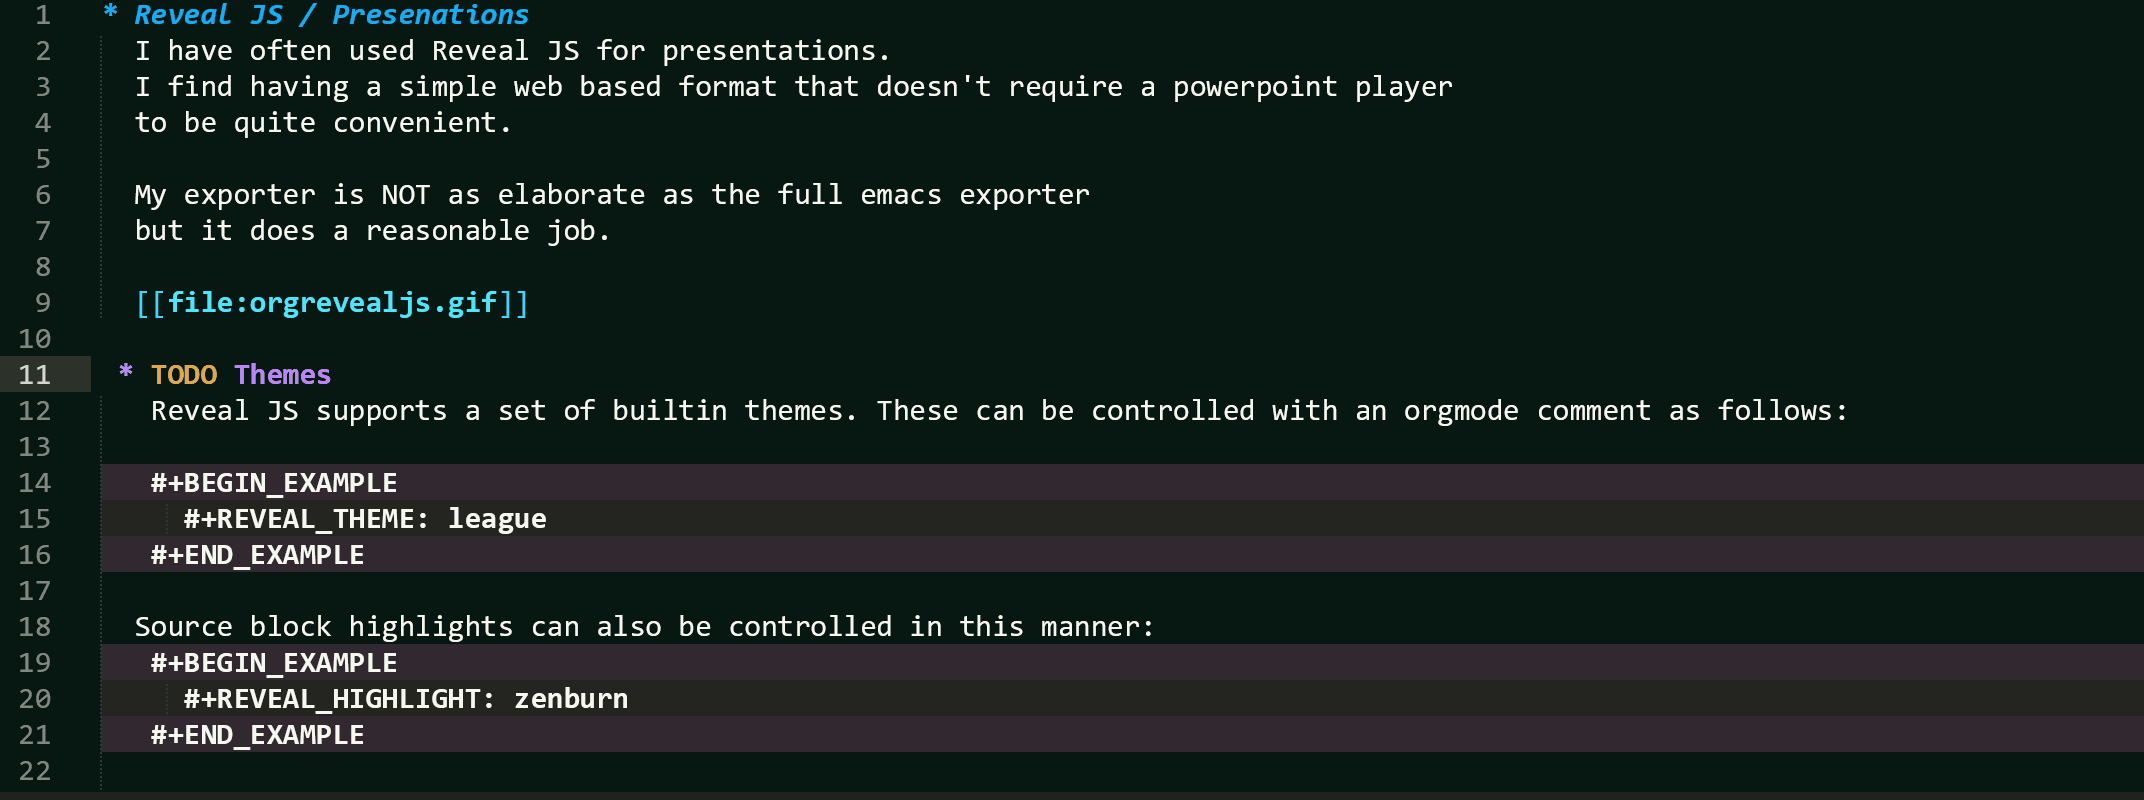 1 * Reveal JS / Presenations
2 I have often used Reveal JS for presentations.
3 I find having a simple web based format that doesn't require a powerpoint player
4 to be quite convenient.
5
6 My exporter is NOT as elaborate as the full emacs exporter
7 but it does a reasonable job.
8
9 [[file:orgrevealjs.gif]]
10
11 * TODO Themes
12 Reveal JS supports a set of builtin themes. These can be controlled with an orgmode comment as follows:
13
14 #+BEGIN_EXAMPLE
15 #+REVEAL_THEME: league
16 #+END_EXAMPLE
17
18 Source block highlights can also be controlled in this manner:
19 #+BEGIN_EXAMPLE
20 #+REVEAL_HIGHLIGHT: zenburn
21 #+END_EXAMPLE
22